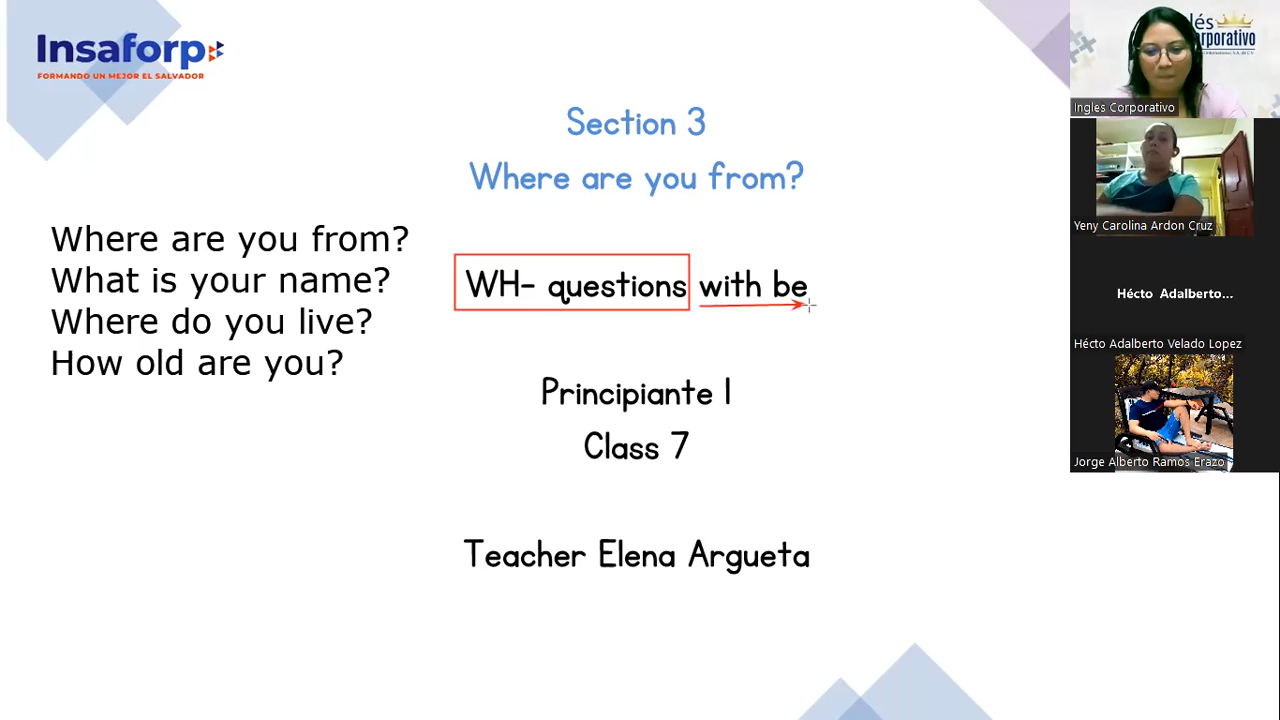 Insaforp
FORMANDO UN MEJOR EL SALVADOR
Section 3
Where are you from?
Where are you from?
What is your name?
Where do you live?
How old are you?
WH- questions with be
Principiante 1
Class 7
Teacher Elena Argueta
lés
orporativo
Ingles Corporativo
Yeny Carolina Ardon Cruz
Hécto Adalberto...
Hécto Adalberto Velado Lopez
Jorge Alberto Ramos Erazo